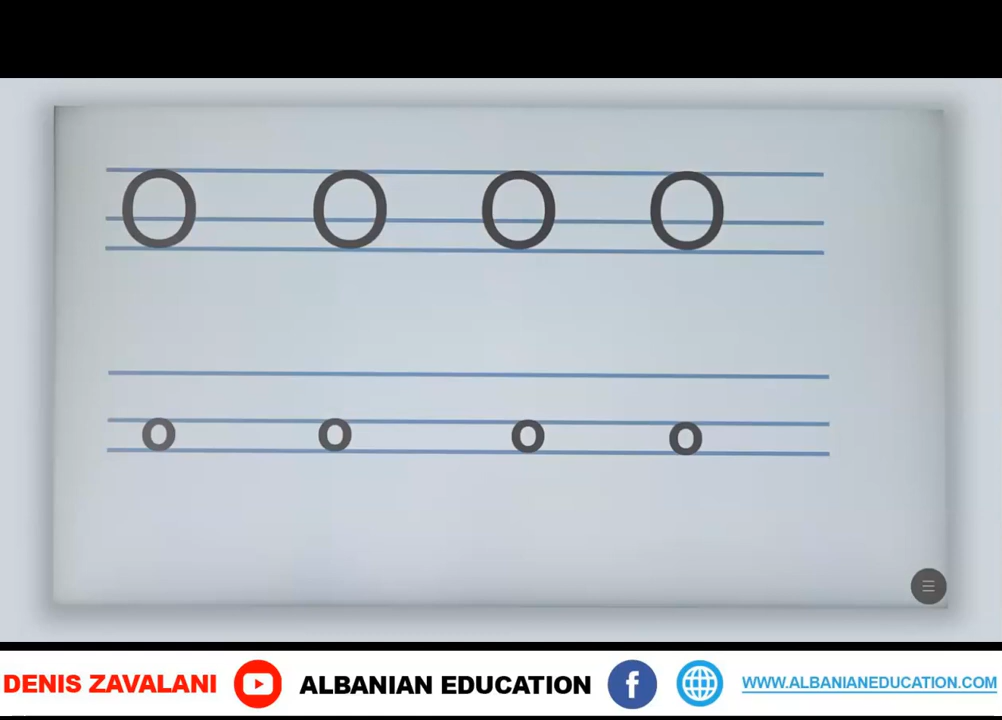 O O O O
o o o o
DENIS ZAVALANI ALBANIAN EDUCATION f WWW.ALBANIANEDUCATION.COM